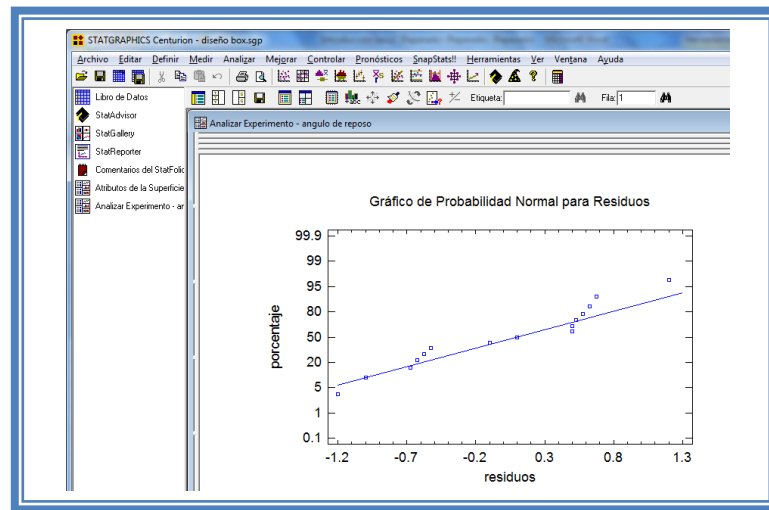 STATGRAPHICS Centurion - diseño box.sgp
Archivo Editar Definir Medir Analizar Mejorar Controlar Pronósticos SnapStats!! Herramientas Ver Ventana Ayuda
Etiqueta: Fila: 1
Libro de Datos
StatAdvisor
StatGallery
StatReporter
Comentarios del StatFolio
Atributos de la Superficie
Analizar Experimento - ar
Analizar Experimento - angulo de reposo
Gráfico de Probabilidad Normal para Residuos
99.9
99
95
80
50
20
5
1
0.1
porcentaje
-1.2 -0.7 -0.2 0.3 0.8 1.3
residuos